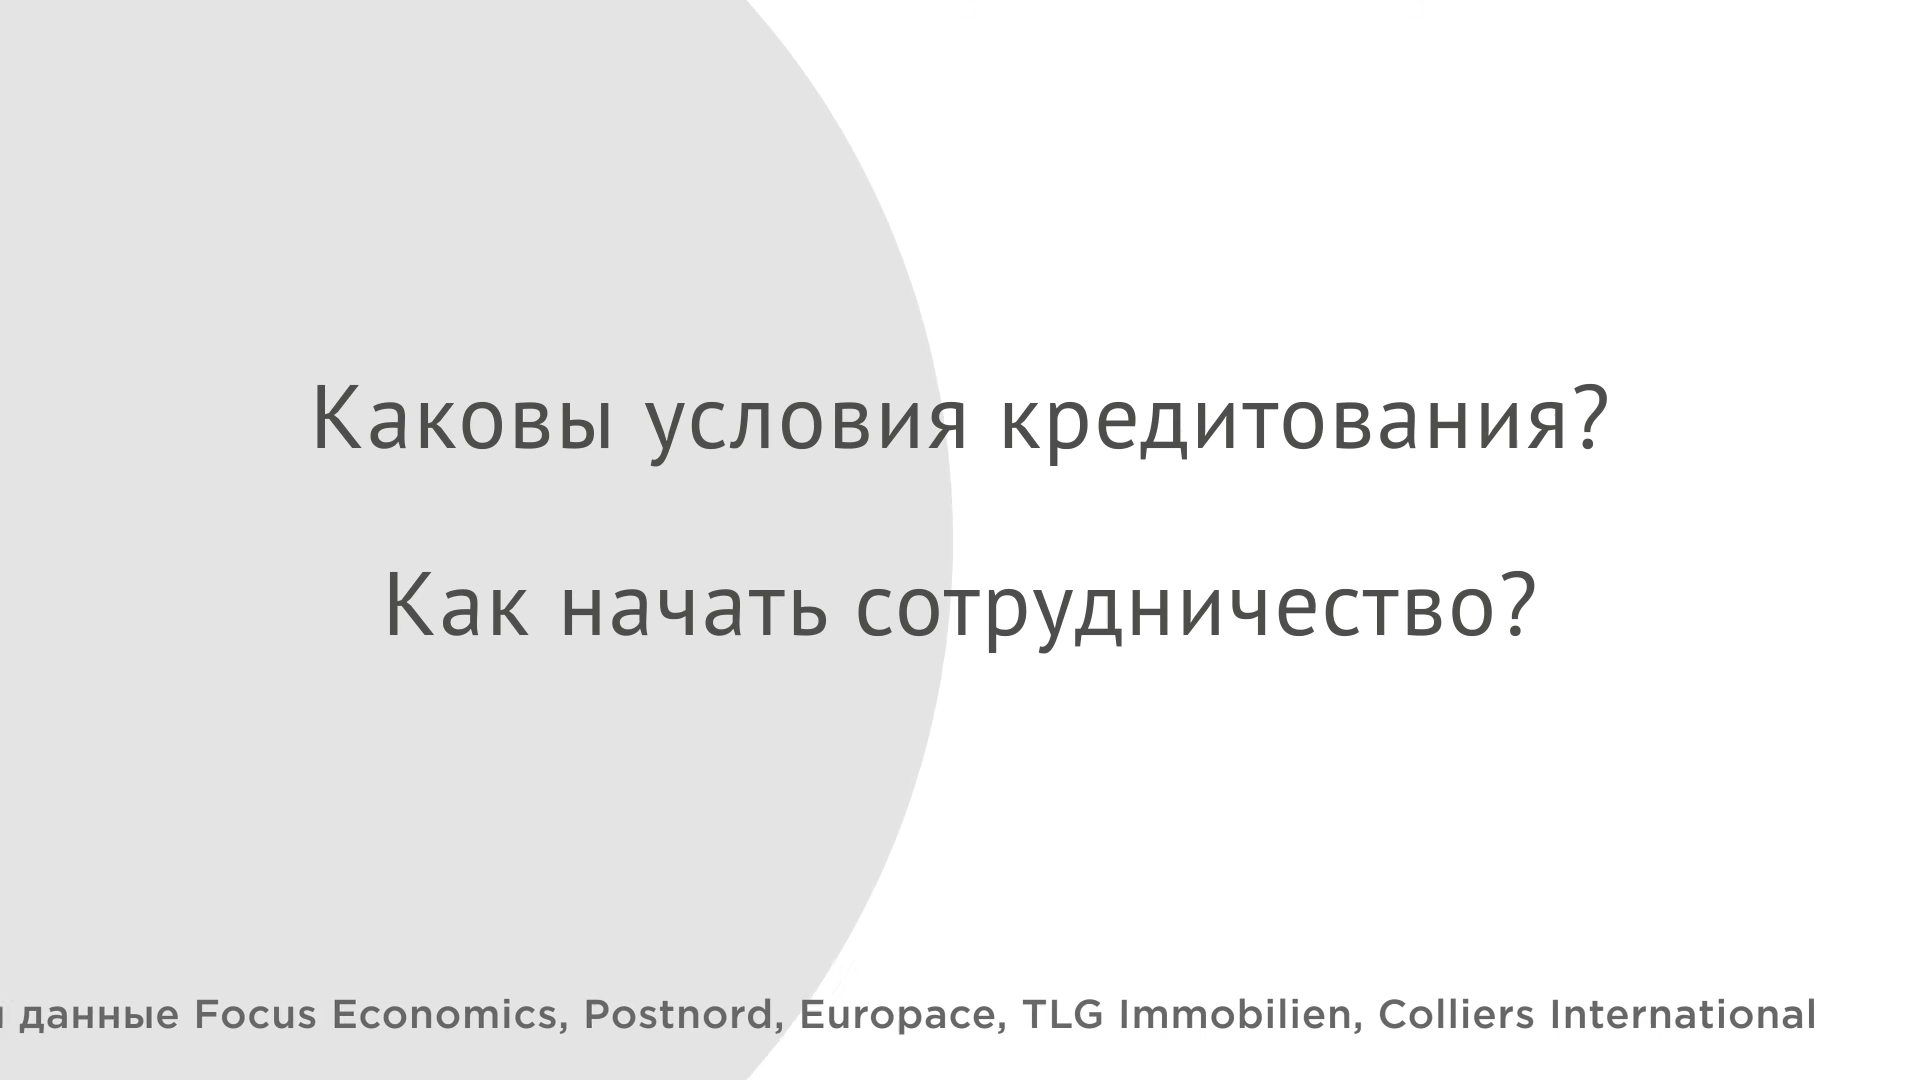 Каковы условия кредитования?
Как начать сотрудничество?
данные Focus Economics, Postnord, Europace, TLG Immobilien, Colliers International